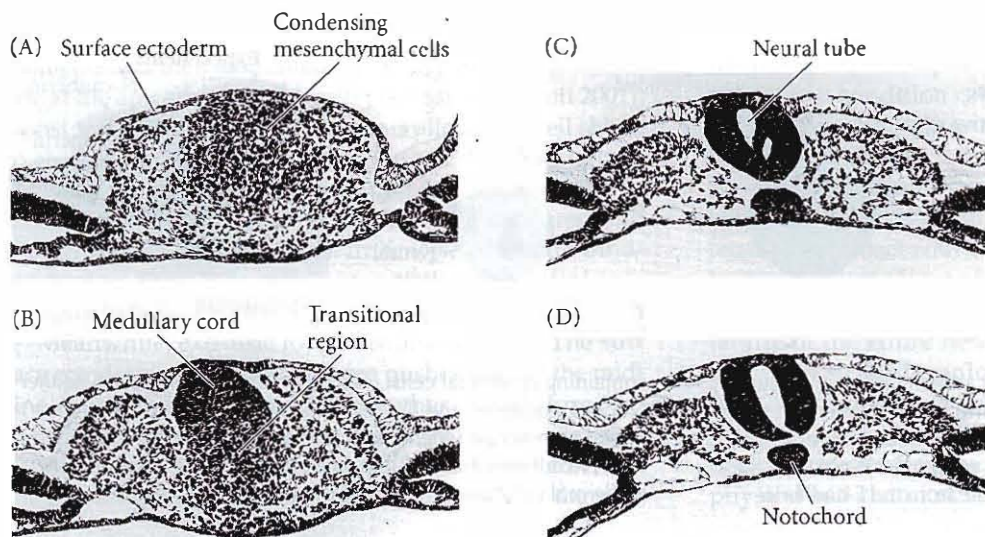 (A)
Surface ectoderm
Condensing
mesenchymal cells
(B)
Medullary cord
Transitional
region
(C)
Neural tube
(D)
Notochord